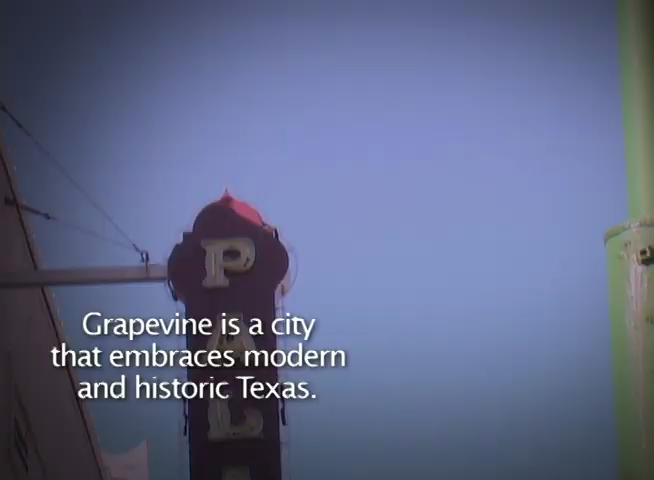 P
A
L
Grapevine is a city
that embraces modern
and historic Texas.